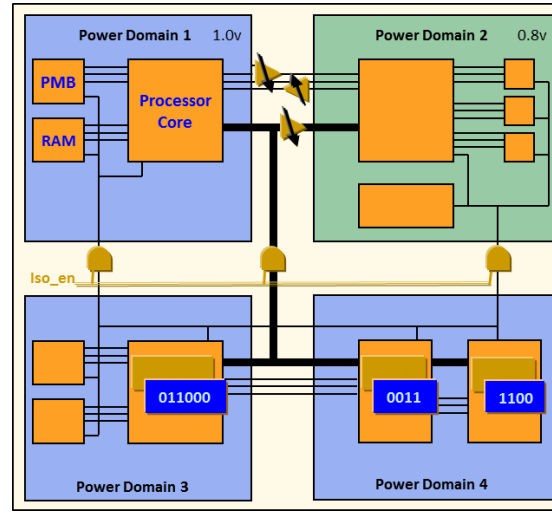 Power Domain 1 1.0v
Power Domain 2 0.8v
PMB
Processor
Core
RAM
Iso_en
011000
0011
1100
Power Domain 3
Power Domain 4